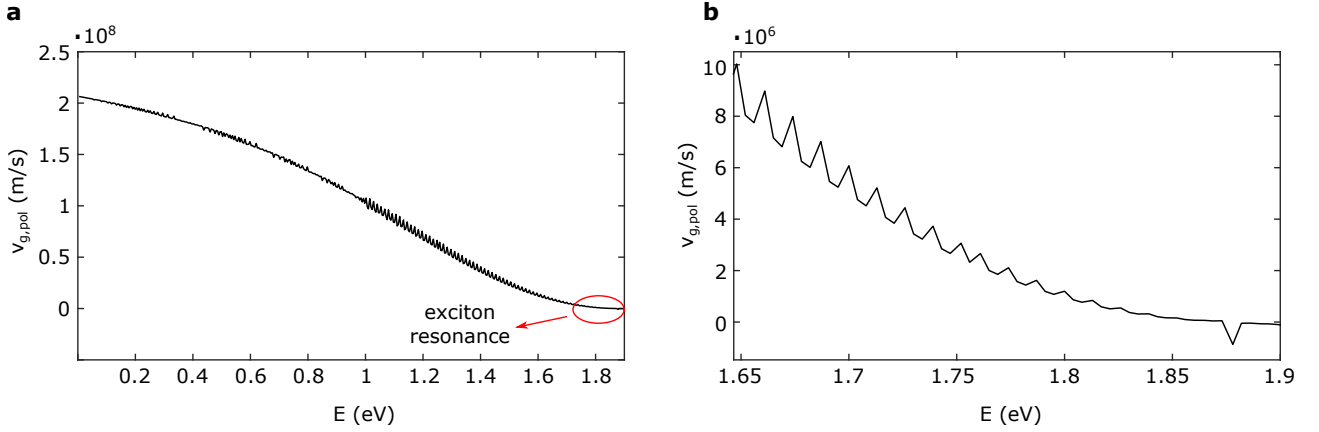 a
·10⁸
2.5
2
1.5
1
0.5
0
v_g,pol (m/s)
exciton
resonance
0.2 0.4 0.6 0.8 1 1.2 1.4 1.6 1.8
E (eV)
b
·10⁶
10
8
6
4
2
0
v_g,pol (m/s)
1.65 1.7 1.75 1.8 1.85 1.9
E (eV)